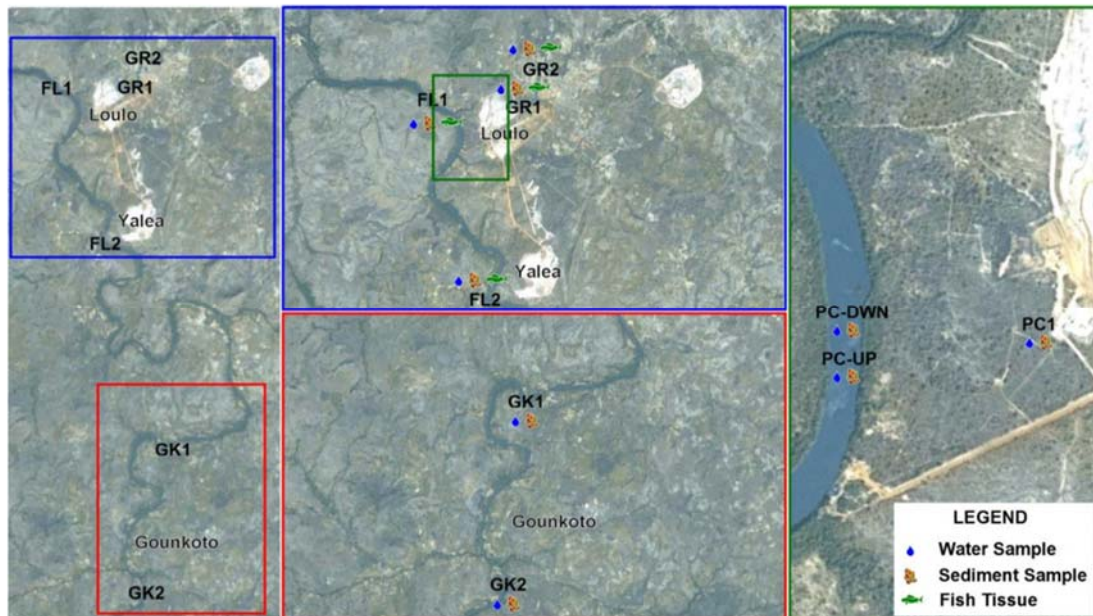 GR2
FL1
GR1
Loulo
Yalea
FL2
GK1
Gounkoto
GK2
GR2
FL1
GR1
Loulo
Yalea
FL2
GK1
Gounkoto
GK2
PC-DWN
PC1
PC-UP
LEGEND
Water Sample
Sediment Sample
Fish Tissue